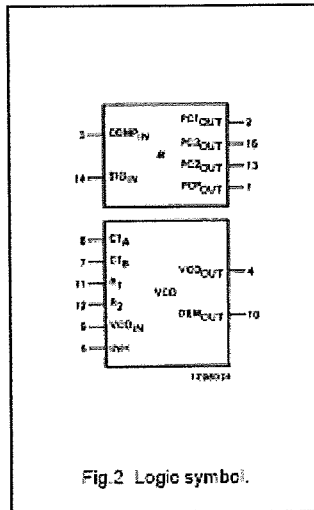 3 COMP_IN
14 SIG_IN
PC1_OUT 2
PC3_OUT 15
PC2_OUT 13
PCP_OUT 1
6 C1_A
7 C1_B
11 R_1
12 R_2
9 VCO_IN
5 INH
VCO
VCO_OUT 4
DEM_OUT 10
Fig.2 Logic symbol.